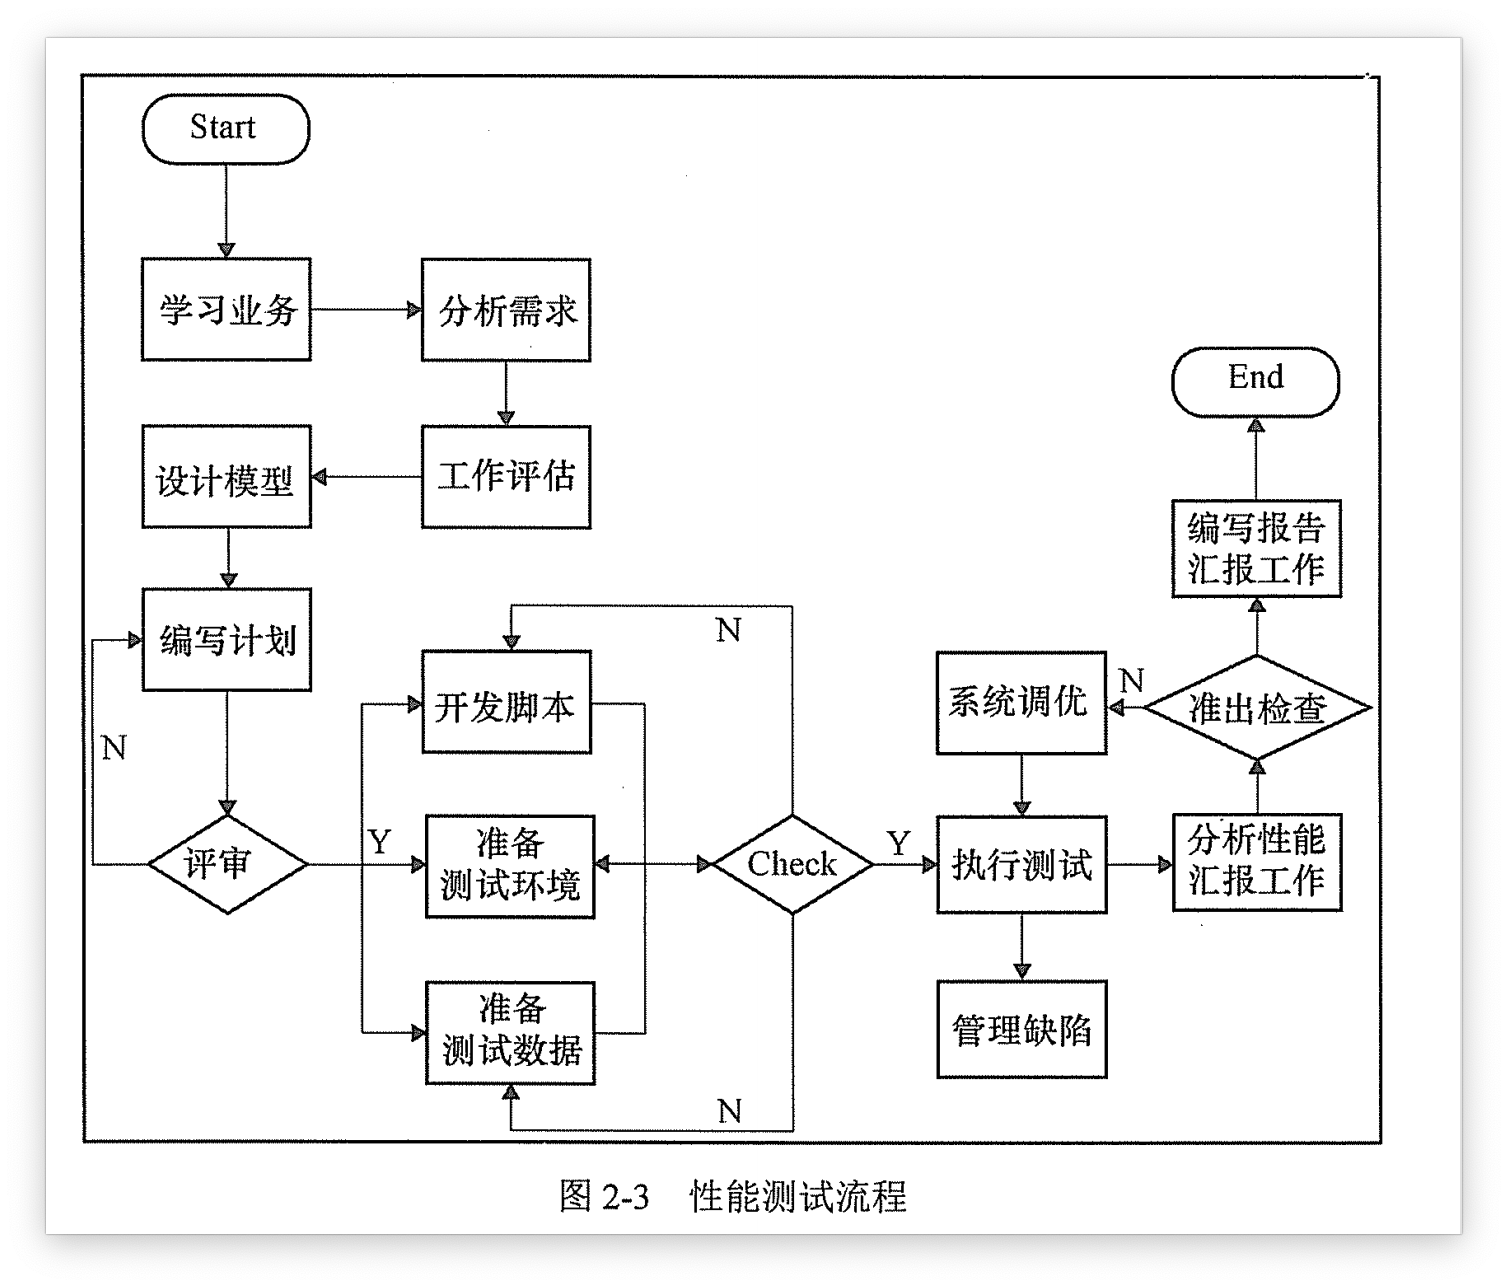 Start
学习业务
分析需求
工作评估
设计模型
编写计划
N
评审
Y
开发脚本
准备
测试环境
准备
测试数据
N
N
Check
Y
执行测试
管理缺陷
系统调优
N
分析性能
汇报工作
准出检查
编写报告
汇报工作
End
图 2-3 性能测试流程